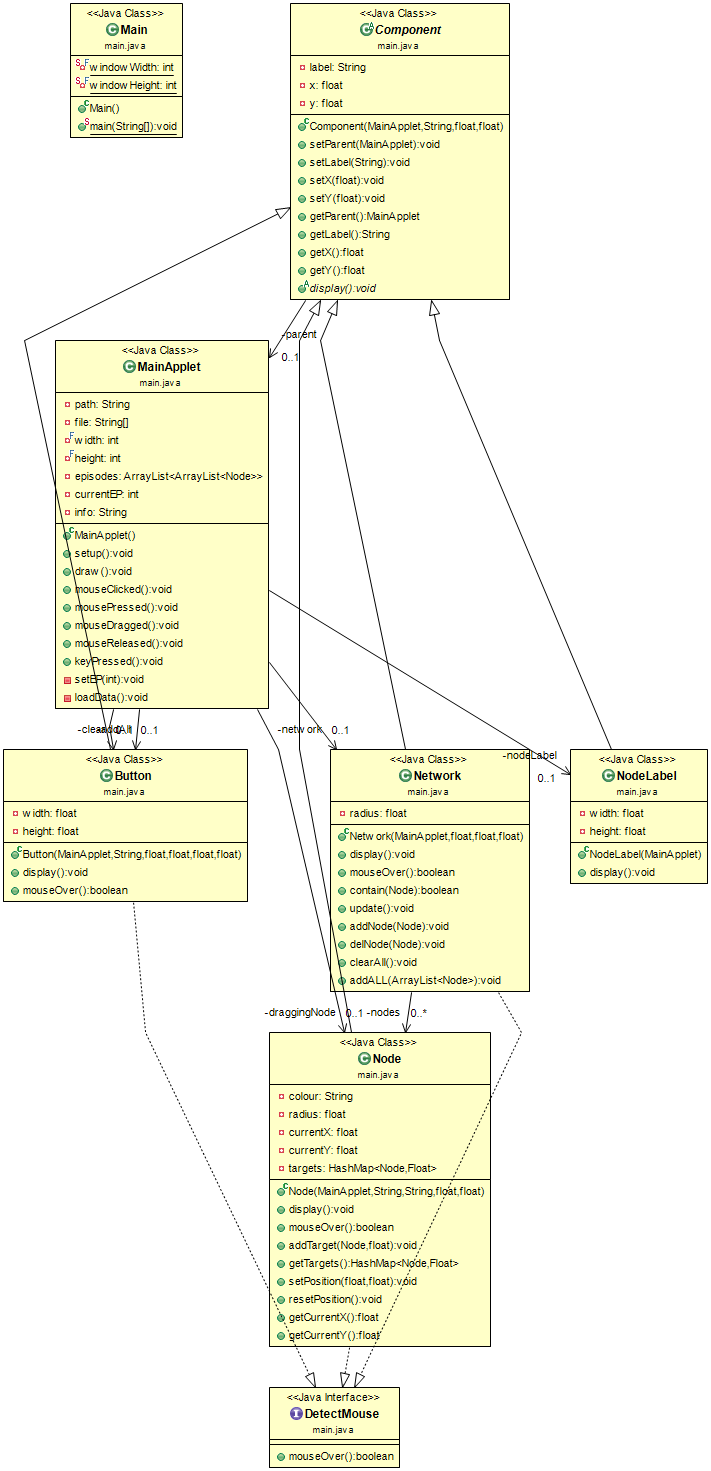 <<Java Class>>
Main
main.java
windowWidth: int
windowHeight: int
Main()
main(String[]):void
<<Java Class>>
Component
main.java
label: String
x: float
y: float
Component(MainApplet,String,float,float)
setParent(MainApplet):void
setLabel(String):void
setX(float):void
setY(float):void
getParent():MainApplet
getLabel():String
getX():float
getY():float
display():void
-parent
0..1
<<Java Class>>
MainApplet
main.java
path: String
file: String[]
width: int
height: int
episodes: ArrayList<ArrayList<Node>>
currentEP: int
info: String
MainApplet()
setup():void
draw():void
mouseClicked():void
mousePressed():void
mouseDragged():void
mouseReleased():void
keyPressed():void
setEP(int):void
loadData():void
0..1
-network
0..1
-nodeLabel
0..1
<<Java Class>>
Button
main.java
width: float
height: float
Button(MainApplet,String,float,float,float,float)
display():void
mouseOver():boolean
<<Java Class>>
Network
main.java
radius: float
Network(MainApplet,float,float,float)
display():void
mouseOver():boolean
contain(Node):boolean
update():void
addNode(Node):void
delNode(Node):void
clearAll():void
addALL(ArrayList<Node>):void
<<Java Class>>
NodeLabel
main.java
width: float
height: float
NodeLabel(MainApplet)
display():void
-draggingNode
0..1
-nodes
0..*
<<Java Class>>
Node
main.java
colour: String
radius: float
currentX: float
currentY: float
targets: HashMap<Node,Float>
Node(MainApplet,String,String,float,float)
display():void
mouseOver():boolean
addTarget(Node,float):void
getTargets():HashMap<Node,Float>
setPosition(float,float):void
resetPosition():void
getCurrentX():float
getCurrentY():float
<<Java Interface>>
DetectMouse
main.java
mouseOver():boolean